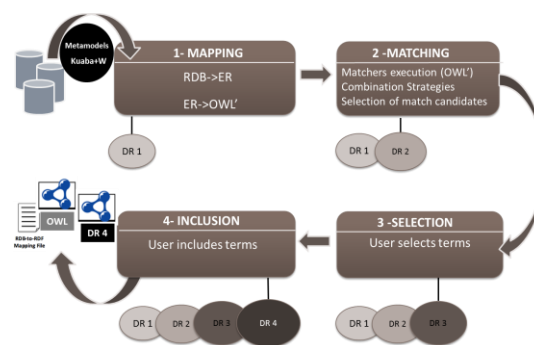 Metamodels
Kuaba+W
1- MAPPING
RDB->ER
ER->OWL'
DR 1
2 -MATCHING
Matchers execution (OWL')
Combination Strategies
Selection of match candidates
DR 1
DR 2
OWL
DR 4
RDB-to-RDF
Mapping File
4- INCLUSION
User includes terms
DR 1
DR 2
DR 3
DR 4
3 -SELECTION
User selects terms
DR 1
DR 2
DR 3